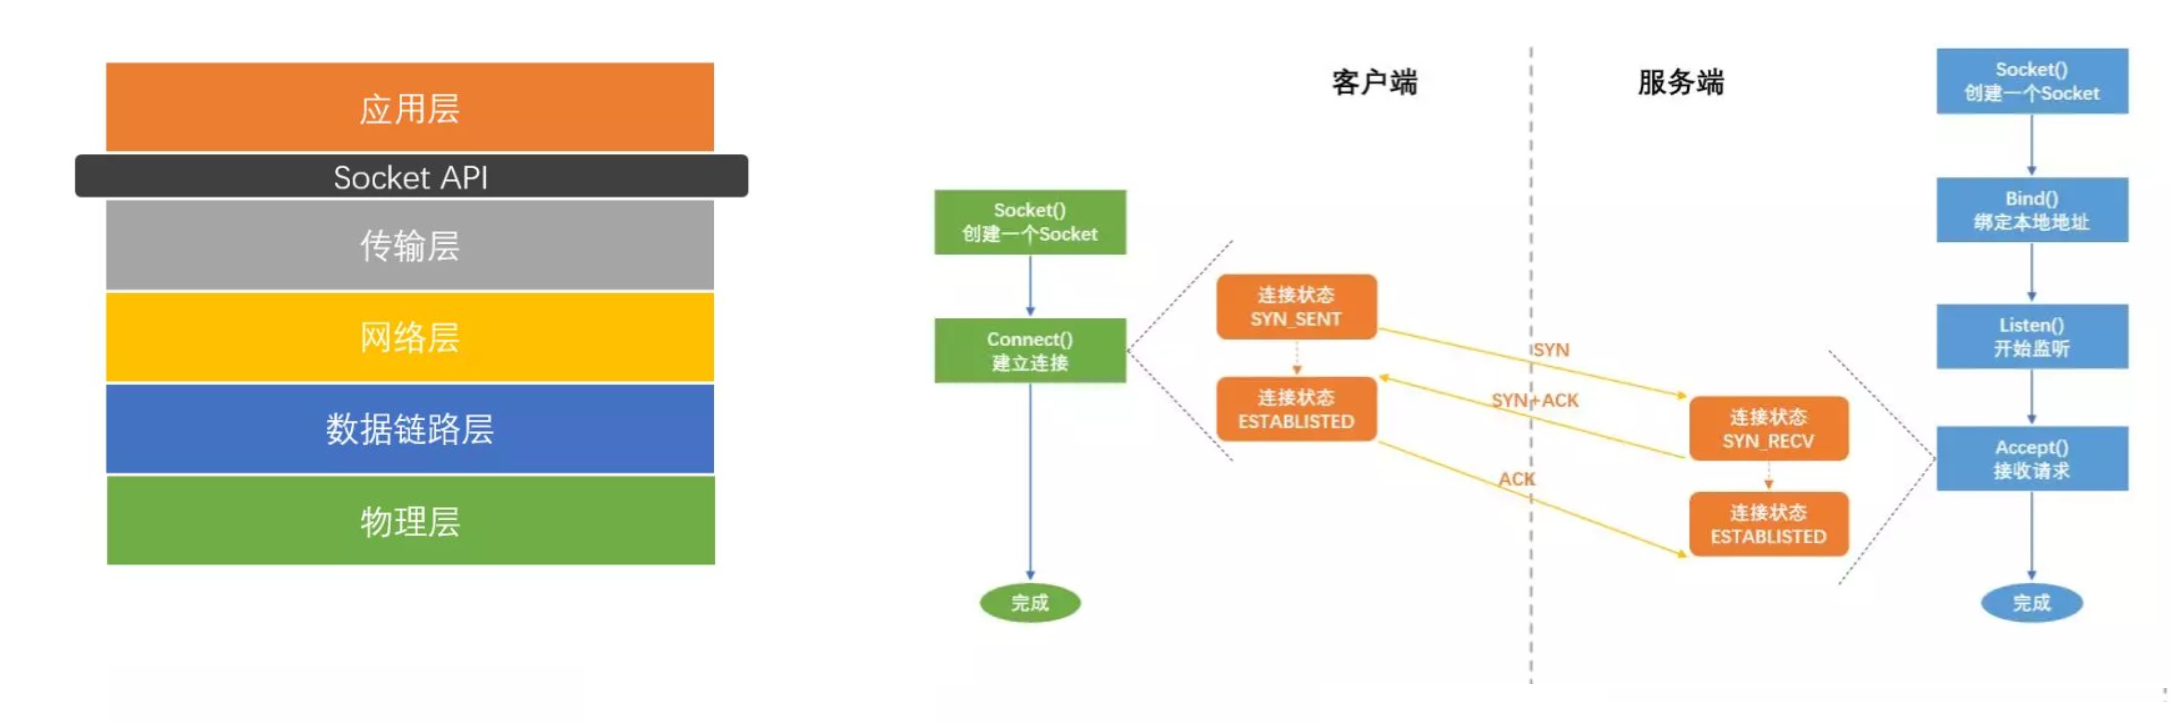 应用层
Socket API
传输层
网络层
数据链路层
物理层
客户端
服务端
Socket()
创建一个Socket
Connect()
建立连接
完成
连接状态
SYN_SENT
连接状态
ESTABLISTED
SYN
SYN+ACK
ACK
连接状态
SYN_RECV
连接状态
ESTABLISTED
Socket()
创建一个Socket
Bind()
绑定本地地址
Listen()
开始监听
Accept()
接收请求
完成